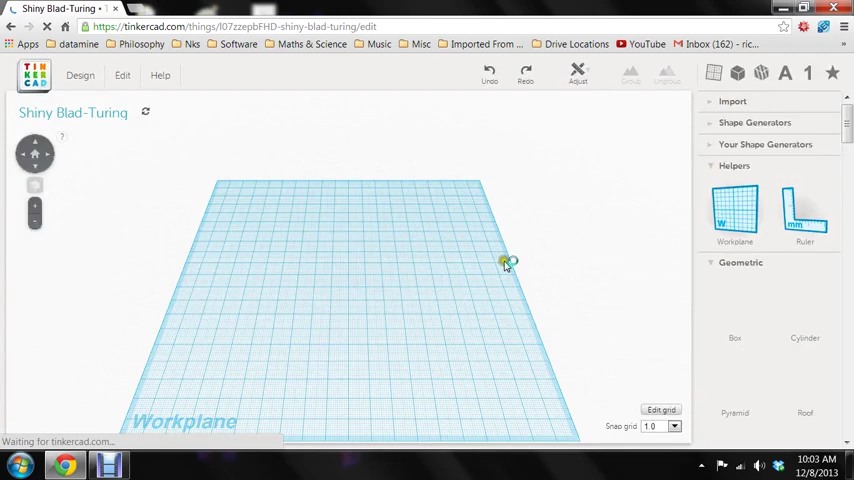 Shiny Blad-Turing - T
https://tinkercad.com/things/l07zzepbFHD-shiny-blad-turing/edit
Apps datamine Philosophy Nks Software Maths & Science Music Misc Imported From Drive Locations YouTube Inbox (162) - ric...
TIN
KER
CAD
Design Edit Help
Undo Redo Adjust Group Ungroup
A 1
Shiny Blad-Turing
?
Import
Shape Generators
Your Shape Generators
Helpers
W
mm
Workplane Ruler
Geometric
Box Cylinder
Pyramid Roof
Workplane
Edit grid
Snap grid 1.0
Waiting for tinkercad.com...
10:03 AM
12/8/2013